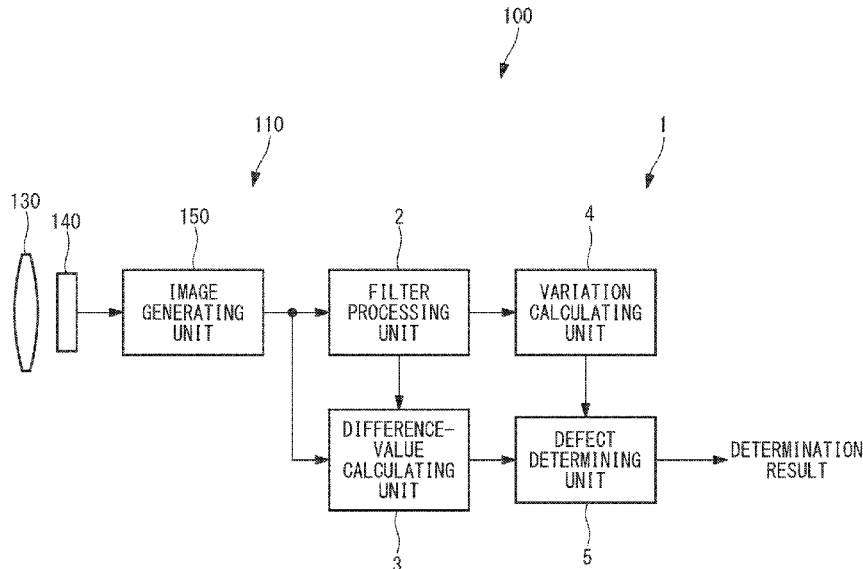 100
110
1
130
140
150
2
4
IMAGE
GENERATING
UNIT
FILTER
PROCESSING
UNIT
VARIATION
CALCULATING
UNIT
DIFFERENCE-
VALUE
CALCULATING
UNIT
DEFECT
DETERMINING
UNIT
DETERMINATION
RESULT
3
5